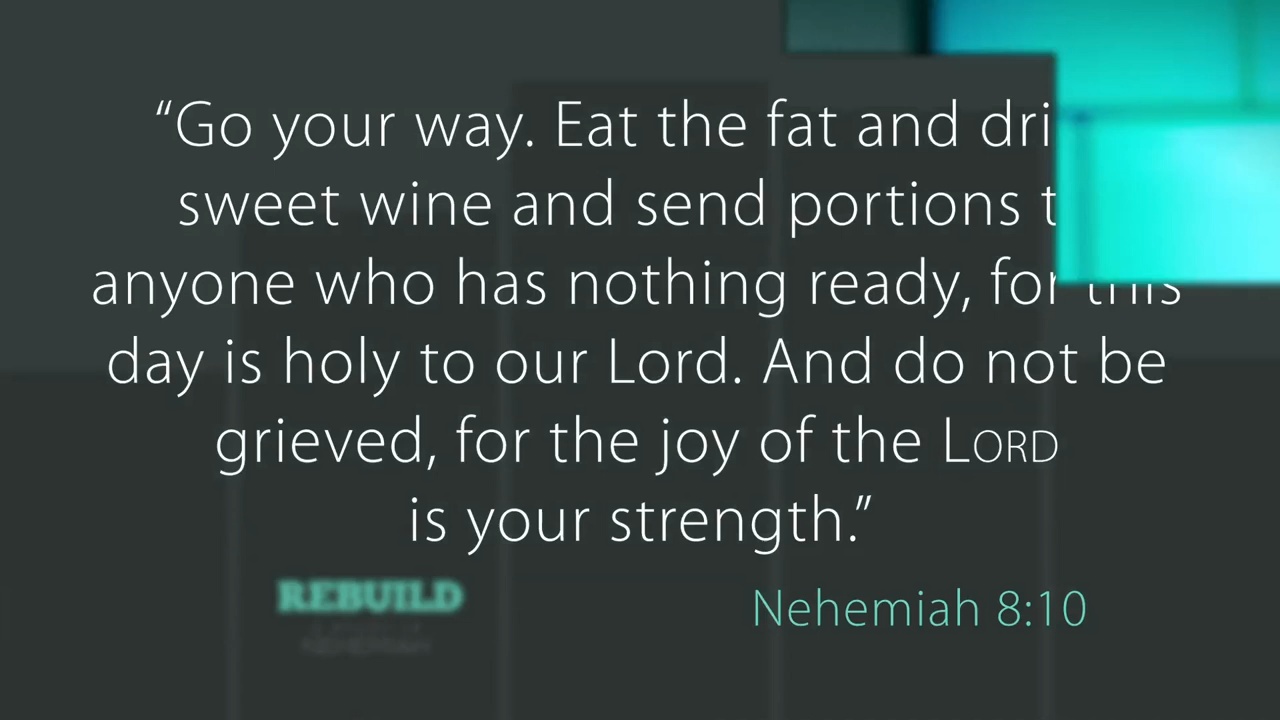 “Go your way. Eat the fat and dri
sweet wine and send portions t
anyone who has nothing ready, for this
day is holy to our Lord. And do not be
grieved, for the joy of the LORD
is your strength.”
REBUILD
NEHEMIAH
Nehemiah 8:10